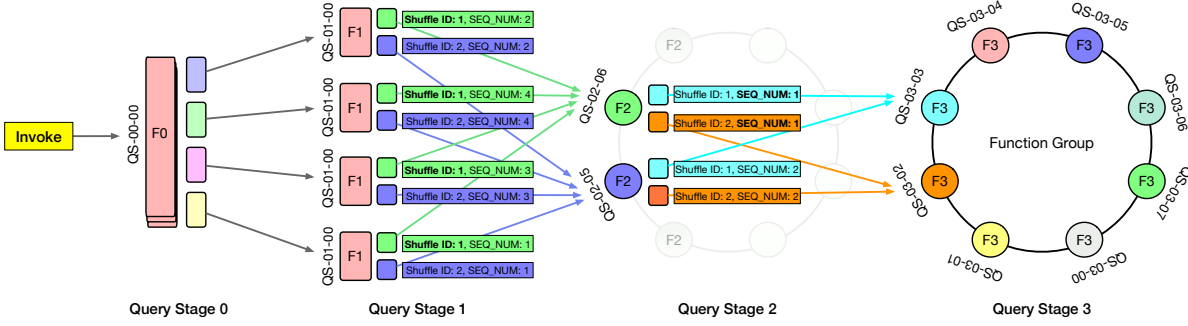 Invoke
QS-00-00
F0
QS-01-00
F1
Shuffle ID: 1, SEQ_NUM: 2
Shuffle ID: 2, SEQ_NUM: 2
QS-01-00
F1
Shuffle ID: 1, SEQ_NUM: 4
Shuffle ID: 2, SEQ_NUM: 4
QS-01-00
F1
Shuffle ID: 1, SEQ_NUM: 3
Shuffle ID: 2, SEQ_NUM: 3
QS-01-00
F1
Shuffle ID: 1, SEQ_NUM: 1
Shuffle ID: 2, SEQ_NUM: 1
F2
QS-02-06
F2
Shuffle ID: 1, SEQ_NUM: 1
Shuffle ID: 2, SEQ_NUM: 1
QS-02-05
F2
Shuffle ID: 1, SEQ_NUM: 2
Shuffle ID: 2, SEQ_NUM: 2
F2
QS-03-04
F3
QS-03-05
F3
QS-03-03
F3
QS-03-06
F3
Function Group
QS-03-02
F3
QS-03-07
F3
QS-03-01
F3
QS-03-00
F3
Query Stage 0
Query Stage 1
Query Stage 2
Query Stage 3